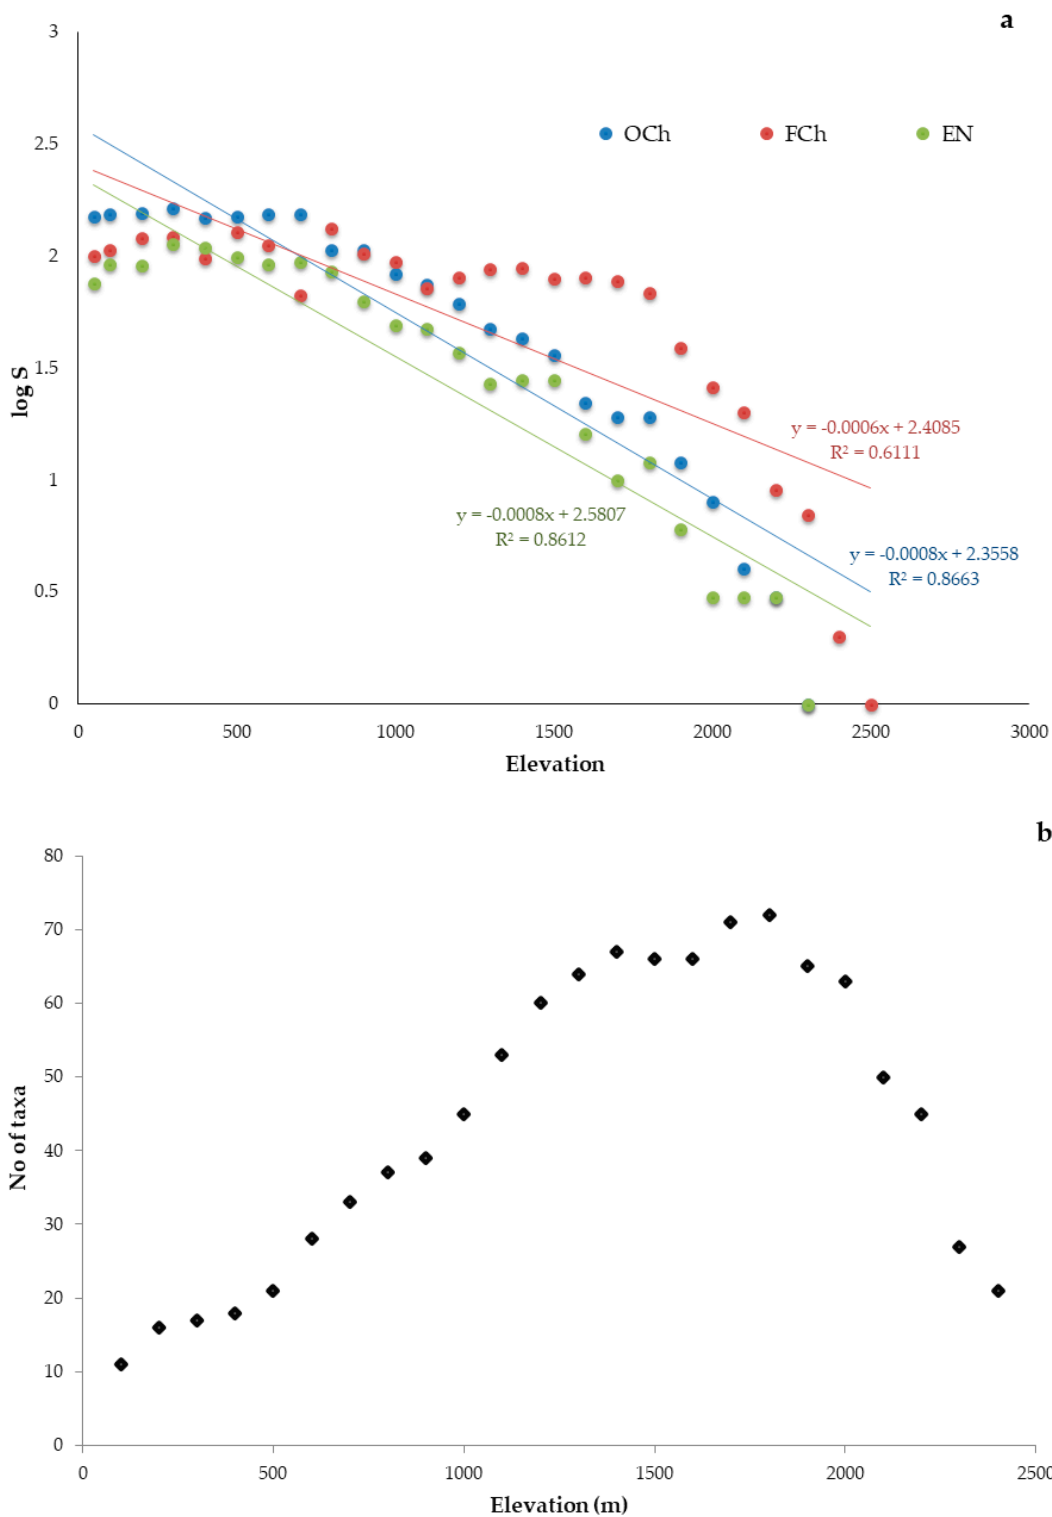 a
3
2.5
2
1.5
1
0.5
0
log S
OCh FCh EN
y = -0.0006x + 2.4085
R² = 0.6111
y = -0.0008x + 2.5807
R² = 0.8612
y = -0.0008x + 2.3558
R² = 0.8663
0 500 1000 1500 2000 2500 3000
Elevation
b
80
70
60
50
40
30
20
10
0
No of taxa
0 500 1000 1500 2000 2500
Elevation (m)